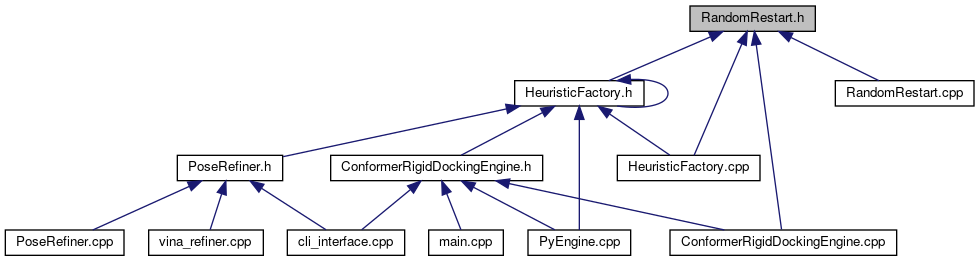 RandomRestart.h
HeuristicFactory.h
RandomRestart.cpp
PoseRefiner.h
ConformerRigidDockingEngine.h
HeuristicFactory.cpp
PoseRefiner.cpp
vina_refiner.cpp
cli_interface.cpp
main.cpp
PyEngine.cpp
ConformerRigidDockingEngine.cpp